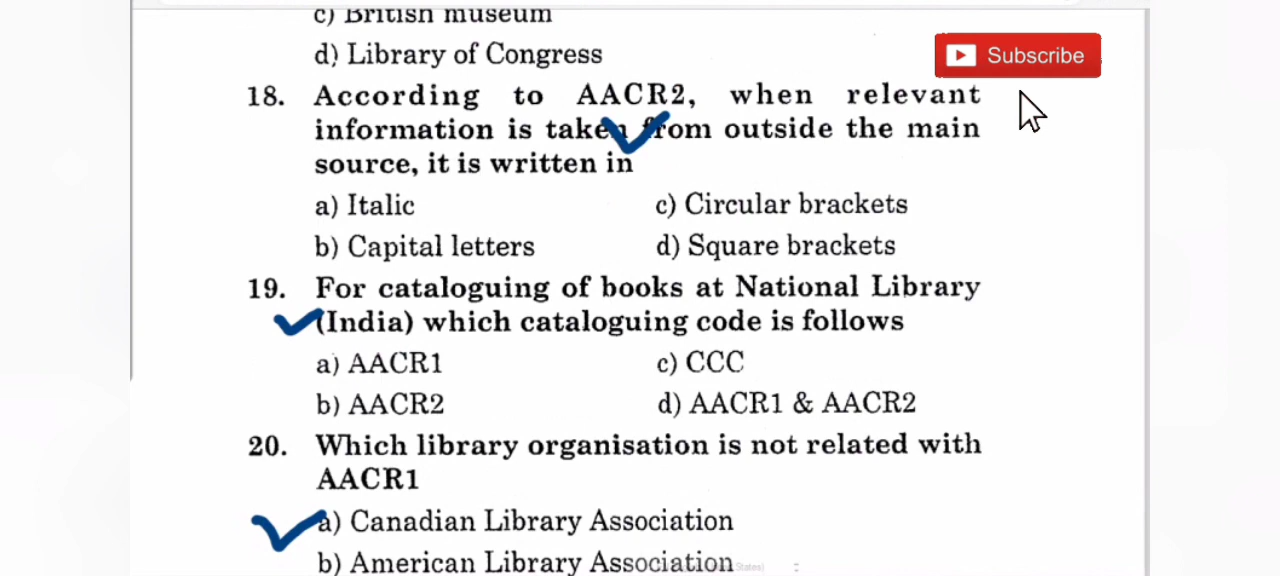 c) British museum
d) Library of Congress
Subscribe
18. According to AACR2, when relevant
information is taken from outside the main
source, it is written in
a) Italic c) Circular brackets
b) Capital letters d) Square brackets
19. For cataloguing of books at National Library
(India) which cataloguing code is follows
a) AACR1 c) CCC
b) AACR2 d) AACR1 & AACR2
20. Which library organisation is not related with
AACR1
a) Canadian Library Association
b) American Library Association
States)